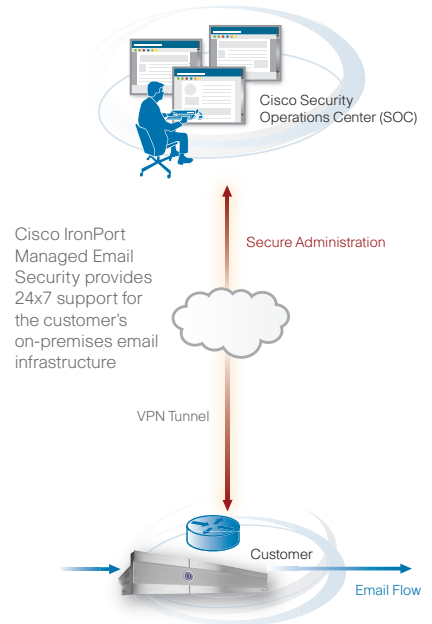 Cisco Security
Operations Center (SOC)
Cisco IronPort
Managed Email
Security provides
24x7 support for
the customer's
on-premises email
infrastructure
Secure Administration
VPN Tunnel
Customer
Email Flow